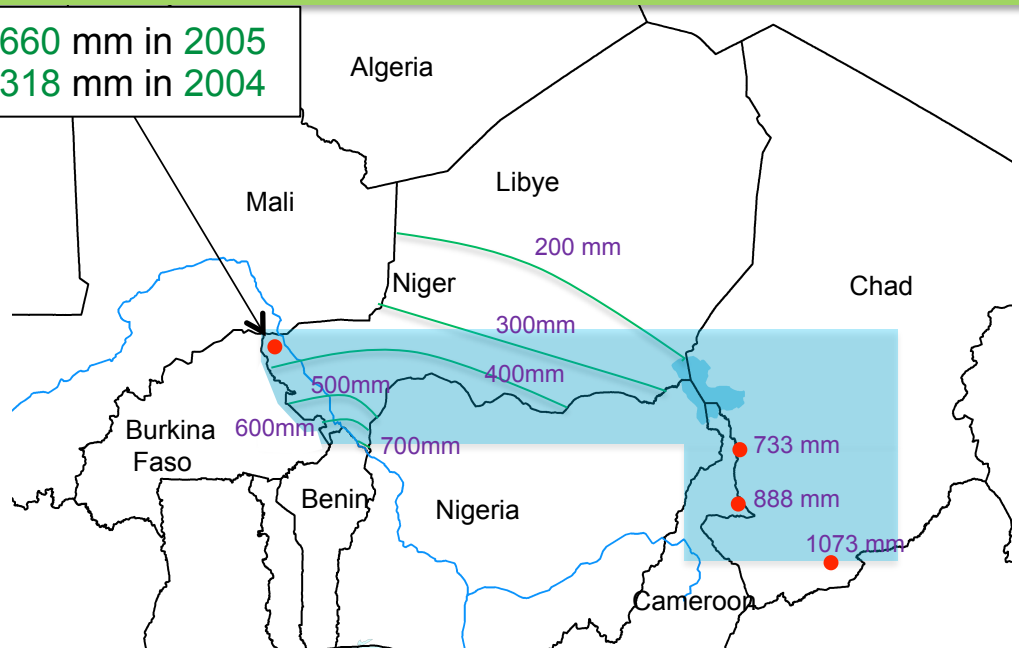 660 mm in 2005
318 mm in 2004
Algeria
Mali
Libye
200 mm
Niger
Chad
300mm
400mm
500mm
600mm
Burkina
Faso
700mm
733 mm
Benin
Nigeria
888 mm
1073 mm
Cameroon